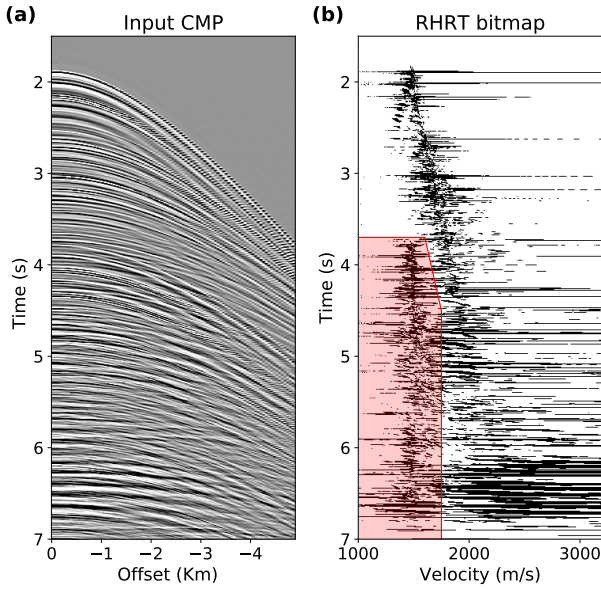 (a) Input CMP
(b) RHRT bitmap
Time (s)
2
3
4
5
6
7
0 −1 −2 −3 −4
Offset (Km)
Time (s)
2
3
4
5
6
7
1000 2000 3000
Velocity (m/s)